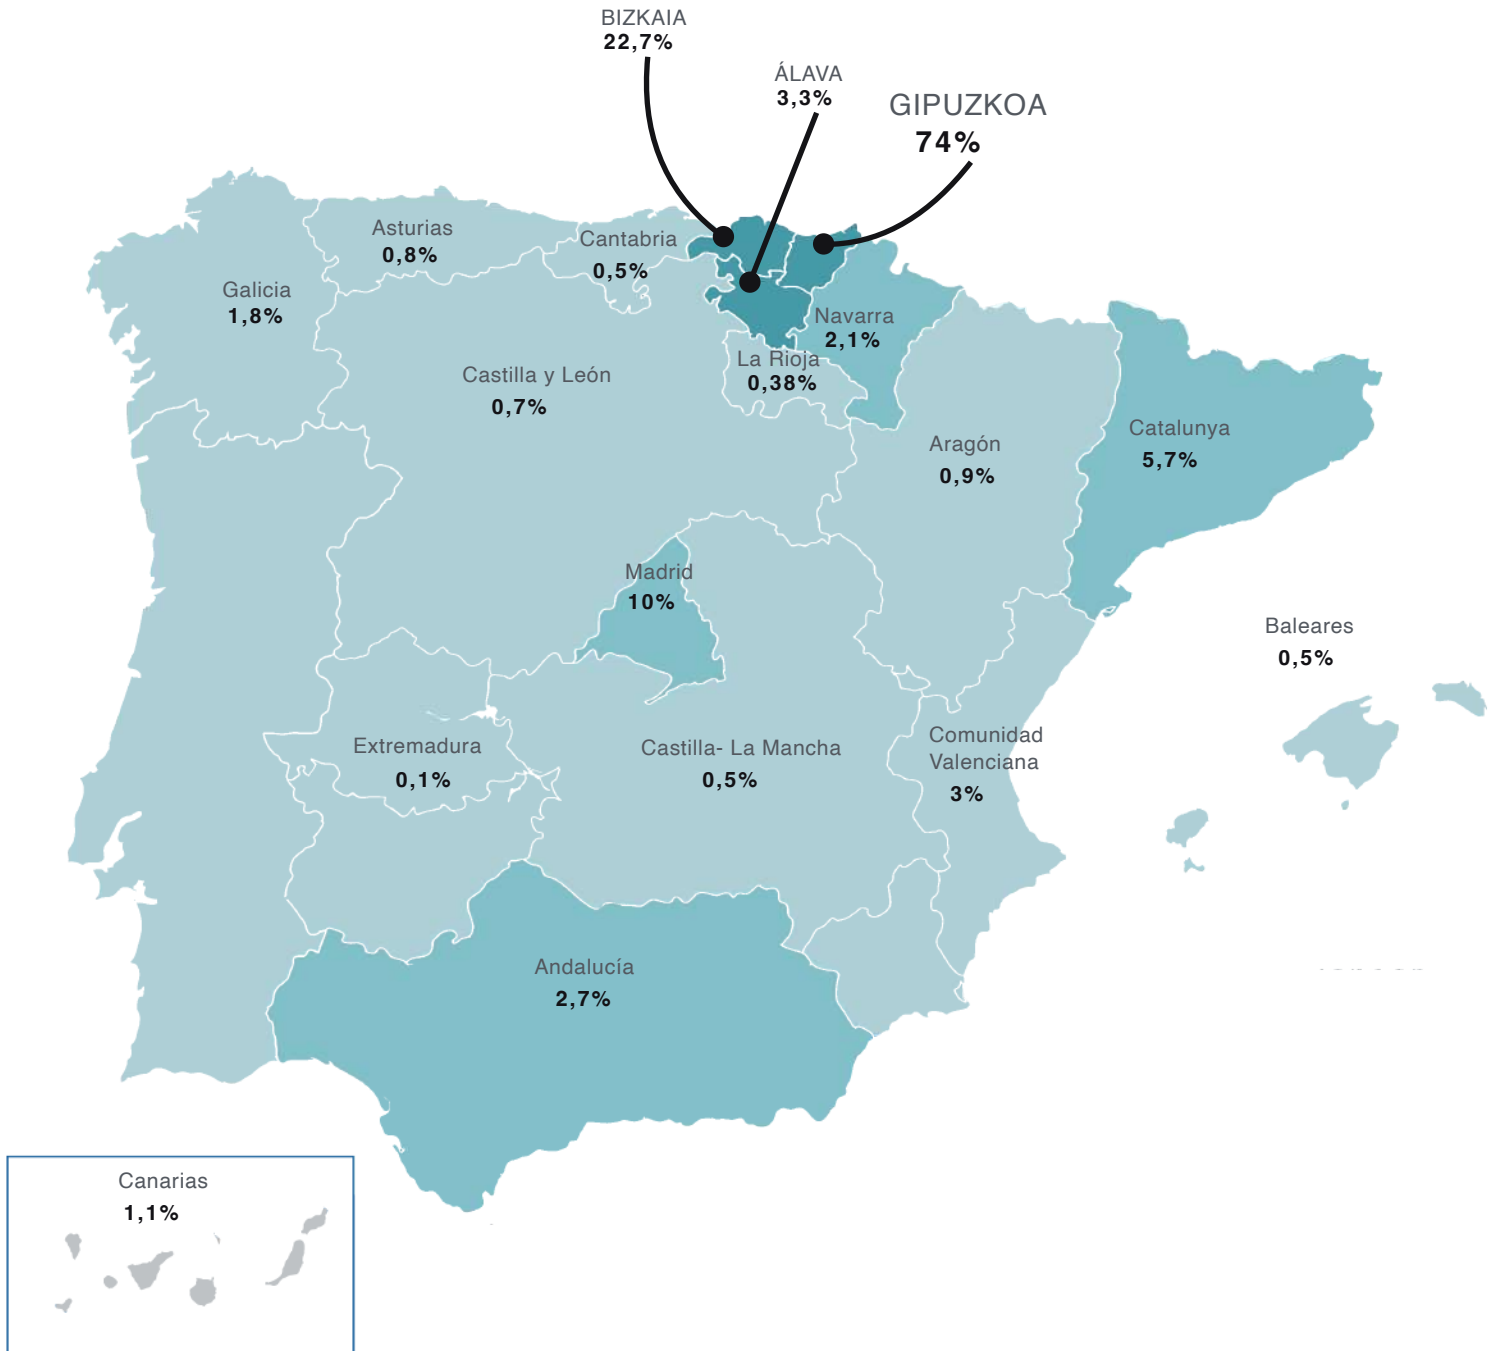 BIZKAIA
22,7%
ÁLAVA
3,3%
GIPUZKOA
74%
Asturias
0,8%
Cantabria
0,5%
Galicia
1,8%
Navarra
2,1%
La Rioja
0,38%
Castilla y León
0,7%
Aragón
0,9%
Catalunya
5,7%
Madrid
10%
Baleares
0,5%
Extremadura
0,1%
Castilla- La Mancha
0,5%
Comunidad
Valenciana
3%
Andalucía
2,7%
Canarias
1,1%